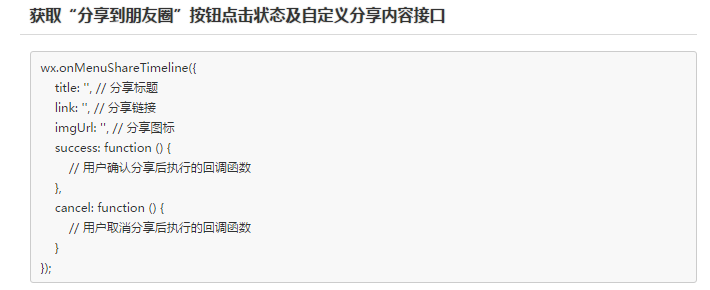 获取“分享到朋友圈”按钮点击状态及自定义分享内容接口
wx.onMenuShareTimeline({
title: '', // 分享标题
link: '', // 分享链接
imgUrl: '', // 分享图标
success: function () {
// 用户确认分享后执行的回调函数
},
cancel: function () {
// 用户取消分享后执行的回调函数
}
});